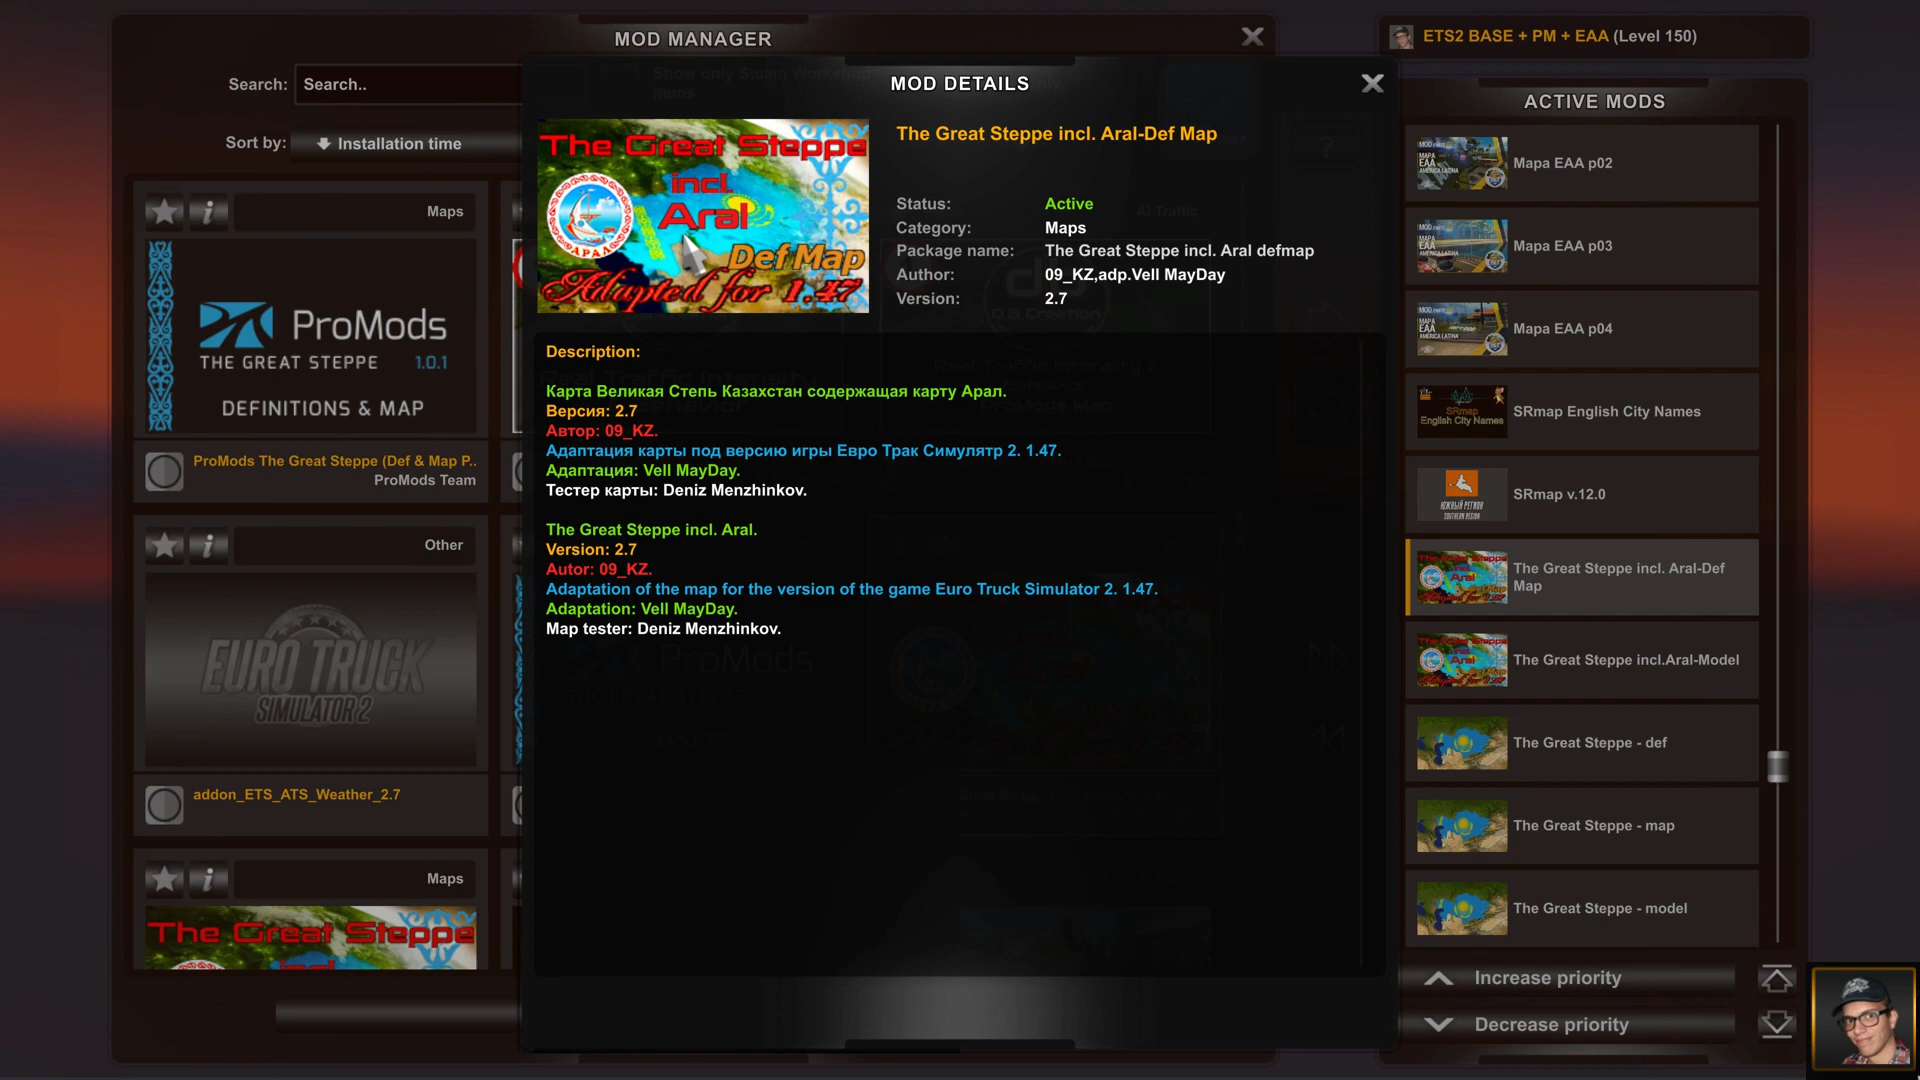 MOD MANAGER
Search:
Search..
Sort by:
Installation time
Maps
ProMods
THE GREAT STEPPE 1.0.1
DEFINITIONS & MAP
ProMods The Great Steppe (Def & Map P..
ProMods Team
Other
EURO TRUCK
SIMULATOR 2
addon_ETS_ATS_Weather_2.7
Maps
The Great Steppe
incl.
MOD DETAILS
The Great Steppe
incl.
Aral
АРАЛ
Def Map
Adapted for 1.47
The Great Steppe incl. Aral-Def Map
Status: Active
Category: Maps
Package name: The Great Steppe incl. Aral defmap
Author: 09_KZ,adp.Vell MayDay
Version: 2.7
Description:
Карта Великая Степь Казахстан содержащая карту Арал.
Версия: 2.7
Автор: 09_KZ.
Адаптация карты под версию игры Евро Трак Симулятр 2. 1.47.
Адаптация: Vell MayDay.
Тестер карты: Deniz Menzhinkov.
The Great Steppe incl. Aral.
Version: 2.7
Autor: 09_KZ.
Adaptation of the map for the version of the game Euro Truck Simulator 2. 1.47.
Adaptation: Vell MayDay.
Map tester: Deniz Menzhinkov.
ETS2 BASE + PM + EAA (Level 150)
ACTIVE MODS
Mapa EAA p02
Mapa EAA p03
Mapa EAA p04
SRmap
English City Names
SRmap English City Names
ЮЖНЫЙ РЕГИОН
SOUTHERN REGION
SRmap v.12.0
The Great Steppe incl. Aral-Def
Map
The Great Steppe incl.Aral-Model
The Great Steppe - def
The Great Steppe - map
The Great Steppe - model
Increase priority
Decrease priority